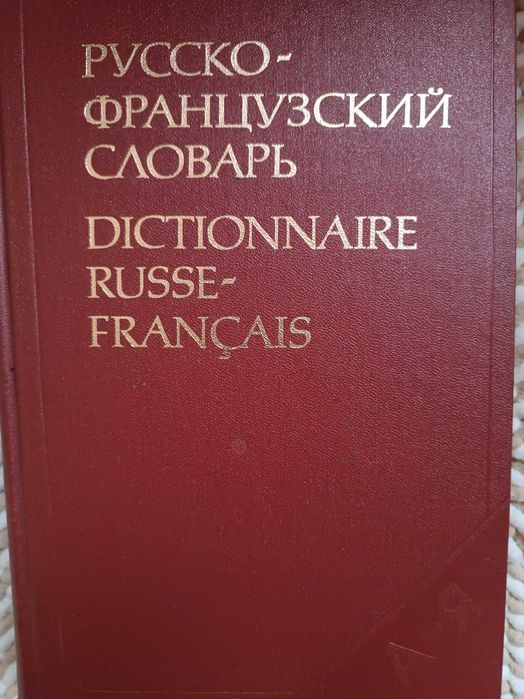 РУССКО-
ФРАНЦУЗСКИЙ
СЛОВАРЬ
DICTIONNAIRE
RUSSE-
FRANÇAIS
А-Я